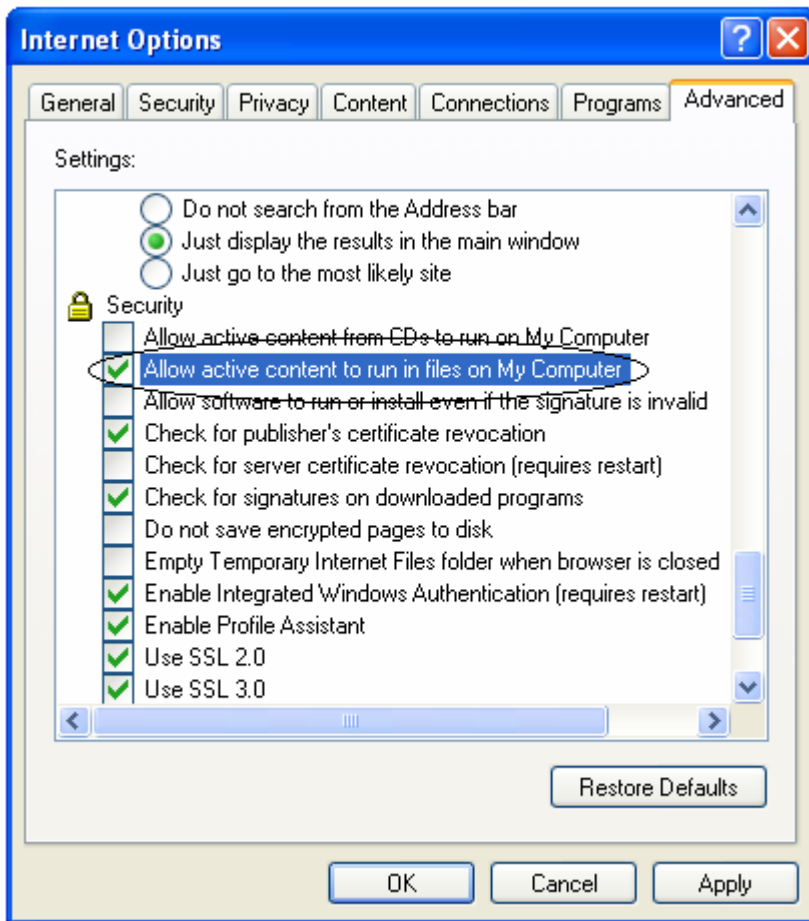 Internet Options
General Security Privacy Content Connections Programs Advanced
Settings:
Do not search from the Address bar
Just display the results in the main window
Just go to the most likely site
Security
Allow active content from CDs to run on My Computer
Allow active content to run in files on My Computer
Allow software to run or install even if the signature is invalid
Check for publisher's certificate revocation
Check for server certificate revocation (requires restart)
Check for signatures on downloaded programs
Do not save encrypted pages to disk
Empty Temporary Internet Files folder when browser is closed
Enable Integrated Windows Authentication (requires restart)
Enable Profile Assistant
Use SSL 2.0
Use SSL 3.0
Restore Defaults
OK Cancel Apply